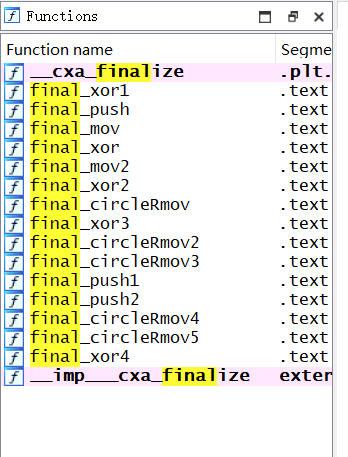 Functions
Function name Segme
__cxa_finalize .plt.
final_xor1 .text
final_push .text
final_mov .text
final_xor .text
final_mov2 .text
final_xor2 .text
final_circleRmov .text
final_xor3 .text
final_circleRmov2 .text
final_circleRmov3 .text
final_push1 .text
final_push2 .text
final_circleRmov4 .text
final_circleRmov5 .text
final_xor4 .text
__imp___cxa_finalize exter